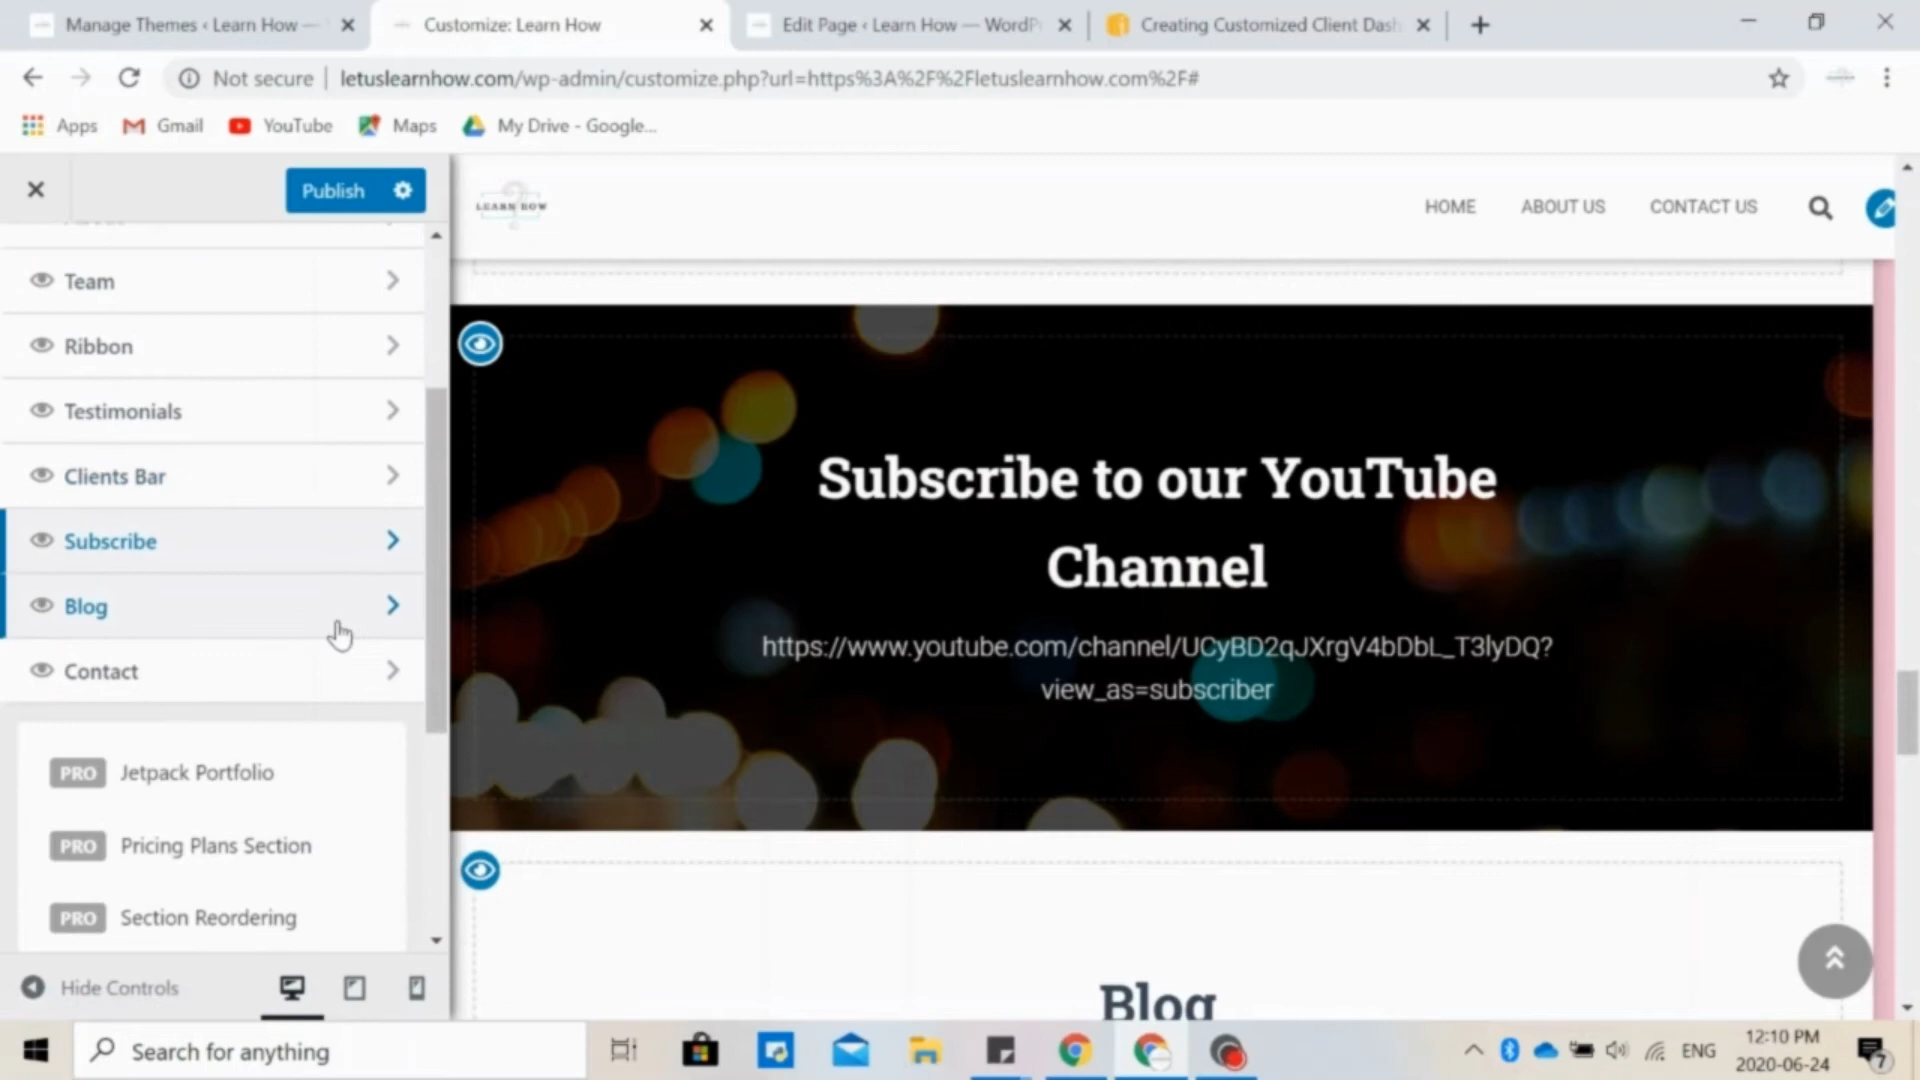 Manage Themes ‹ Learn How —
Customize: Learn How
Edit Page ‹ Learn How — WordPr
Creating Customized Client Dash
Not secure
letuslearnhow.com/wp-admin/customize.php?url=https%3A%2F%2Fletuslearnhow.com%2F#
Apps
Gmail
YouTube
Maps
My Drive - Google...
Publish
LEARN HOW
HOME
ABOUT US
CONTACT US
Team
Ribbon
Testimonials
Clients Bar
Subscribe
Blog
Contact
PRO Jetpack Portfolio
PRO Pricing Plans Section
PRO Section Reordering
Hide Controls
Subscribe to our YouTube
Channel
https://www.youtube.com/channel/UCyBD2qJXrgV4bDbL_T3lyDQ?
view_as=subscriber
Blog
Search for anything
ENG
12:10 PM
2020-06-24
7